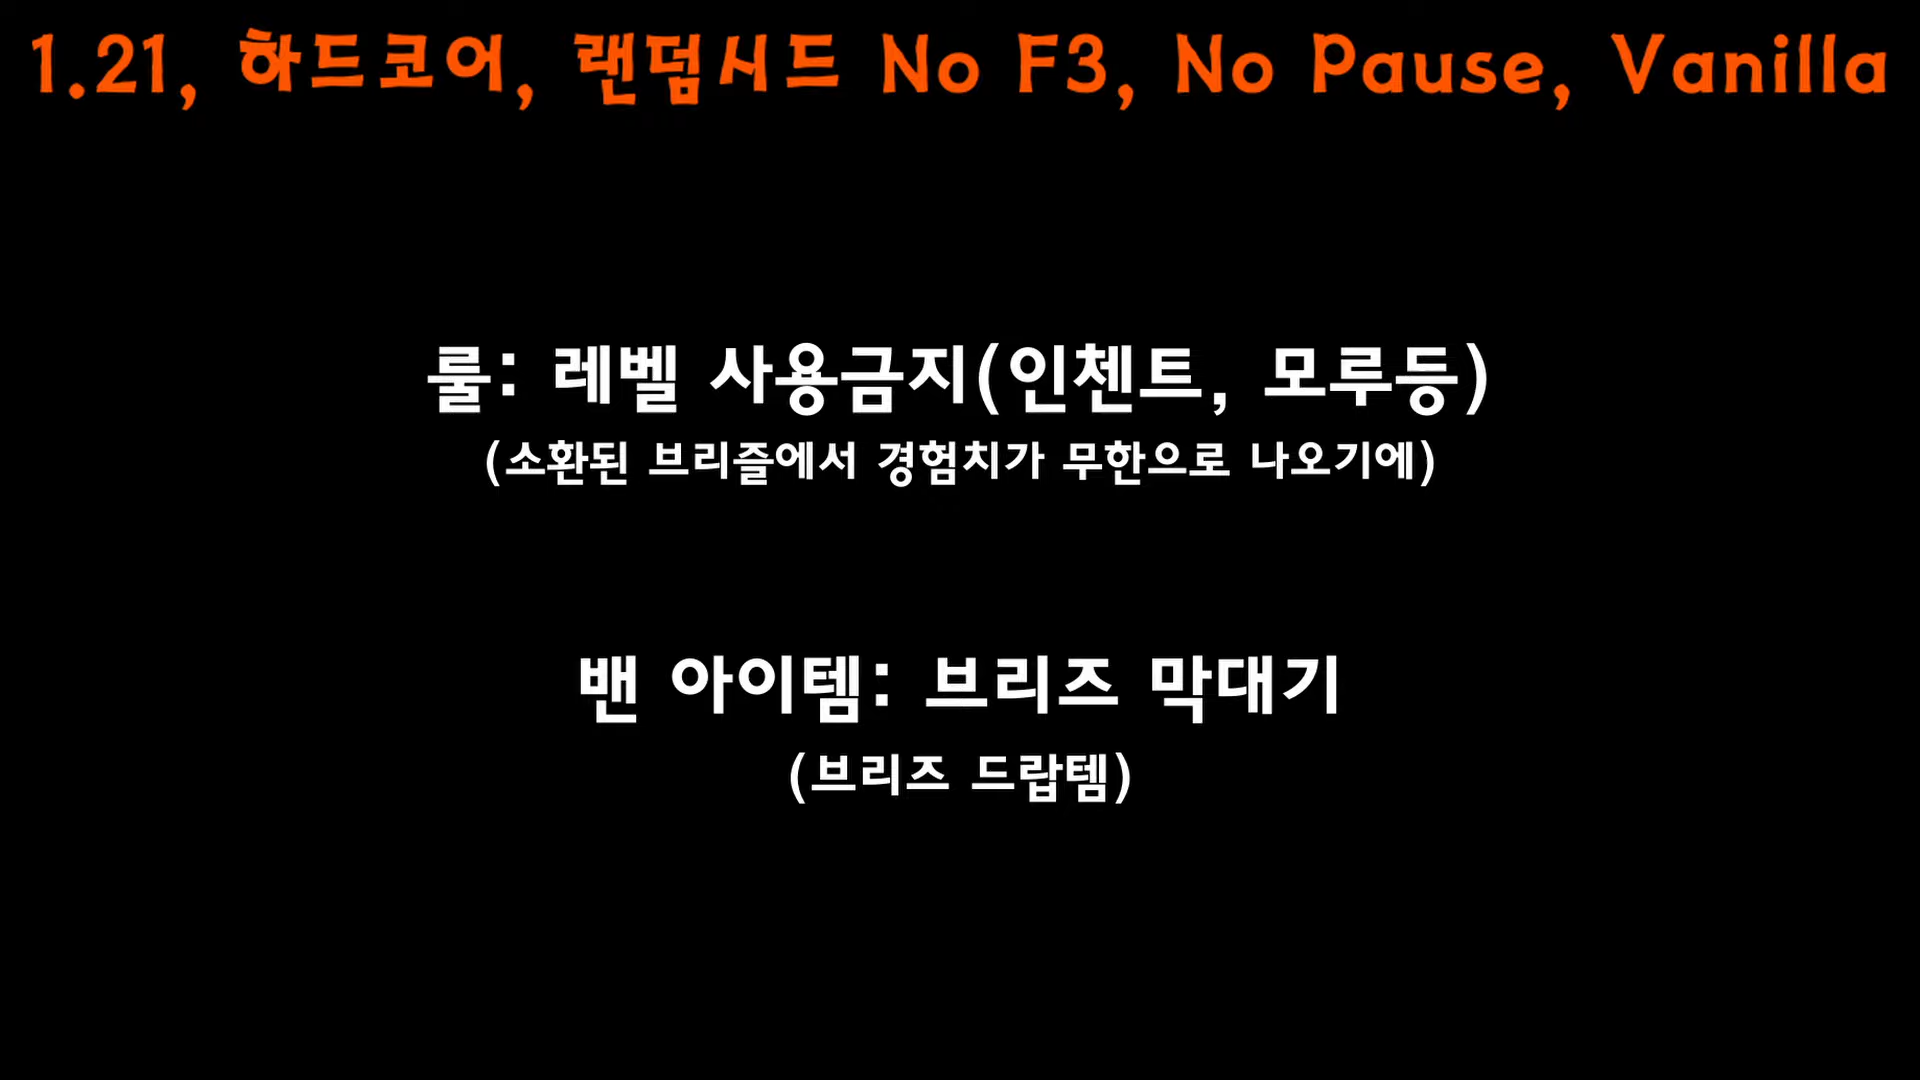 1.21, 하드코어, 랜덤시드 No F3, No Pause, Vanilla
룰: 레벨 사용금지(인첸트, 모루등)
(소환된 브리즐에서 경험치가 무한으로 나오기에)
밴 아이템: 브리즈 막대기
(브리즈 드랍템)